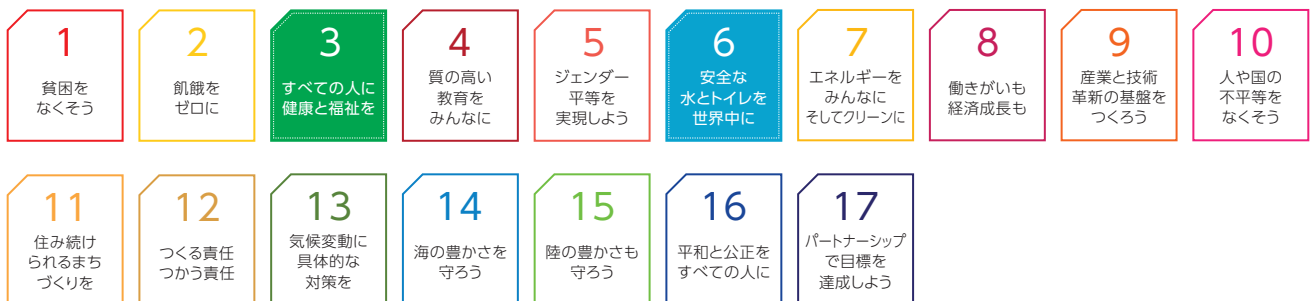 1
貧困を
なくそう
2
飢餓を
ゼロに
3
すべての人に
健康と福祉を
4
質の高い
教育を
みんなに
5
ジェンダー
平等を
実現しよう
6
安全な
水とトイレを
世界中に
7
エネルギーを
みんなに
そしてクリーンに
8
働きがいも
経済成長も
9
産業と技術
革新の基盤を
つくろう
10
人や国の
不平等を
なくそう
11
住み続け
られるまち
づくりを
12
つくる責任
つかう責任
13
気候変動に
具体的な
対策を
14
海の豊かさを
守ろう
15
陸の豊かさも
守ろう
16
平和と公正を
すべての人に
17
パートナーシップ
で目標を
達成しよう